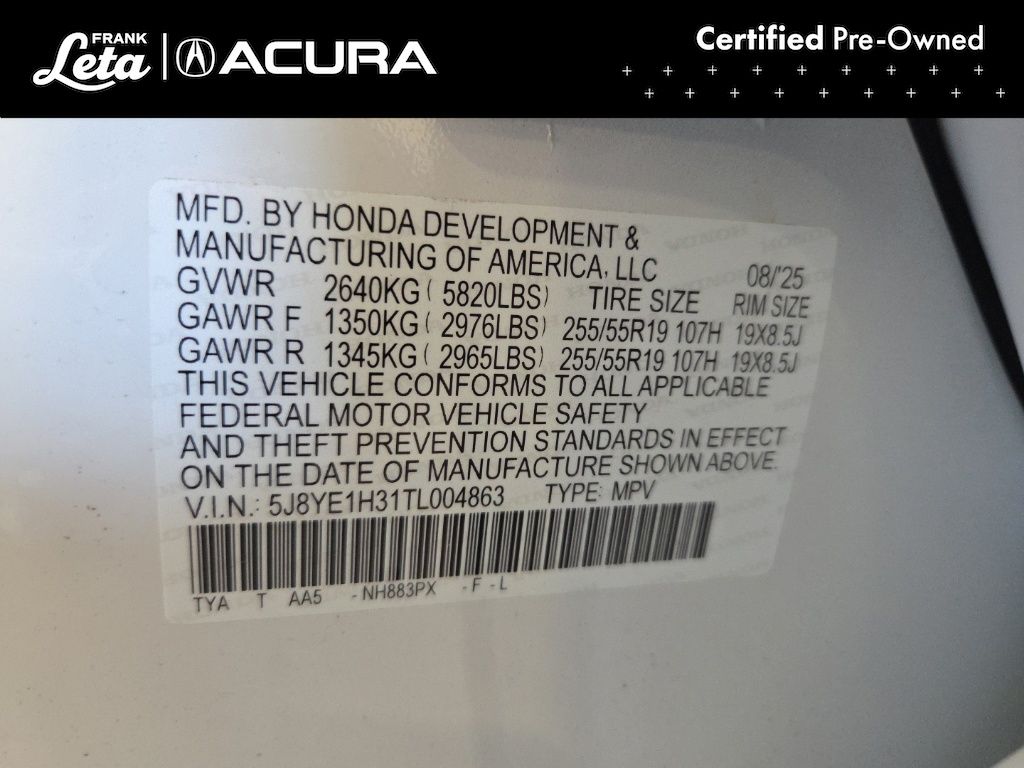 FRANK
Leta
ACURA
Certified Pre-Owned
MFD. BY HONDA DEVELOPMENT &
MANUFACTURING OF AMERICA, LLC 08/'25
GVWR 2640KG ( 5820LBS) TIRE SIZE RIM SIZE
GAWR F 1350KG ( 2976LBS) 255/55R19 107H 19X8.5J
GAWR R 1345KG ( 2965LBS) 255/55R19 107H 19X8.5J
THIS VEHICLE CONFORMS TO ALL APPLICABLE
FEDERAL MOTOR VEHICLE SAFETY
AND THEFT PREVENTION STANDARDS IN EFFECT
ON THE DATE OF MANUFACTURE SHOWN ABOVE.
V.I.N.: 5J8YE1H31TL004863 TYPE: MPV
TYA T AA5 -NH883PX -F-L